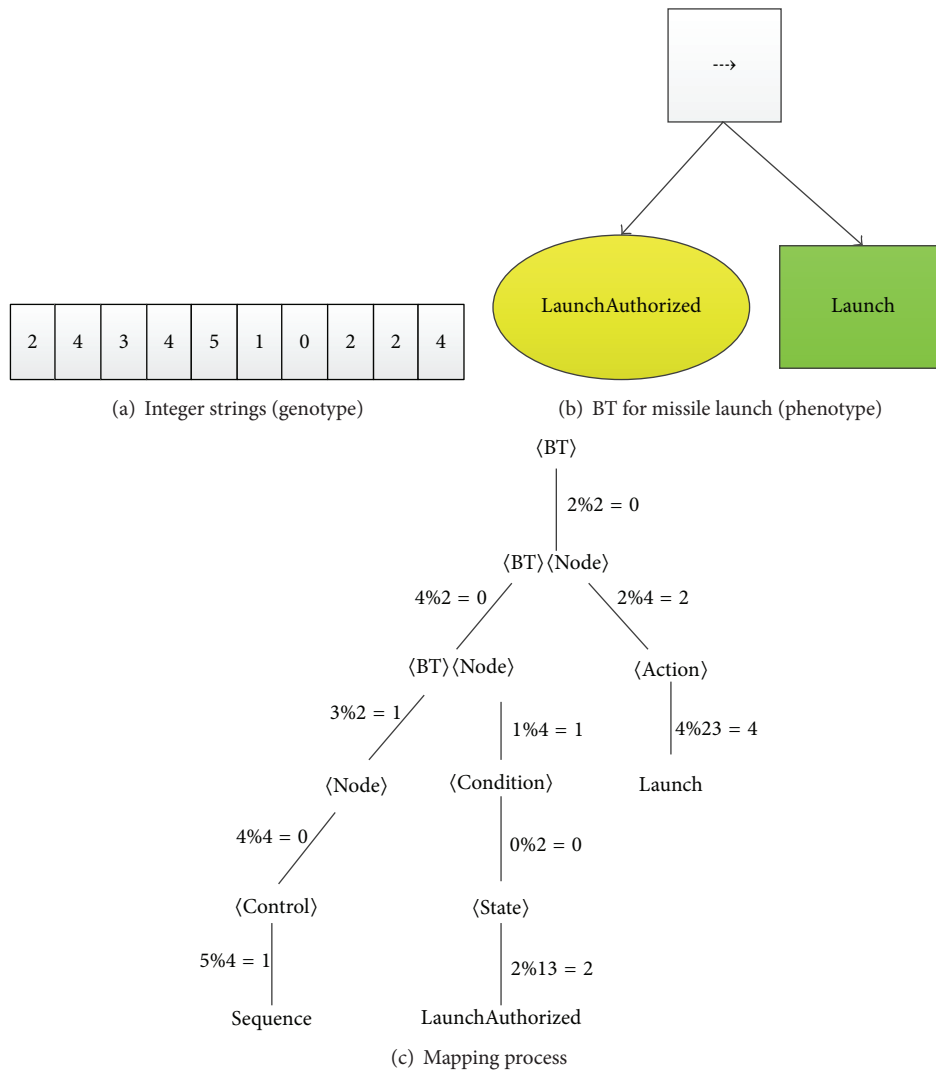 ⇢
LaunchAuthorized
Launch
2 4 3 4 5 1 0 2 2 4
(a) Integer strings (genotype)
(b) BT for missile launch (phenotype)
⟨BT⟩
2%2 = 0
⟨BT⟩⟨Node⟩
4%2 = 0
2%4 = 2
⟨BT⟩⟨Node⟩
⟨Action⟩
3%2 = 1
1%4 = 1
4%23 = 4
⟨Node⟩
⟨Condition⟩
Launch
4%4 = 0
0%2 = 0
⟨Control⟩
⟨State⟩
5%4 = 1
2%13 = 2
Sequence
LaunchAuthorized
(c) Mapping process